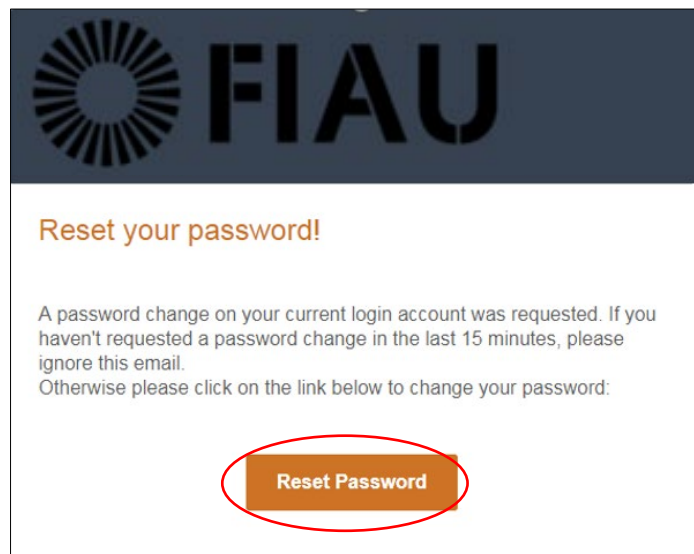 FIAU
Reset your password!
A password change on your current login account was requested. If you
haven't requested a password change in the last 15 minutes, please
ignore this email.
Otherwise please click on the link below to change your password:
Reset Password